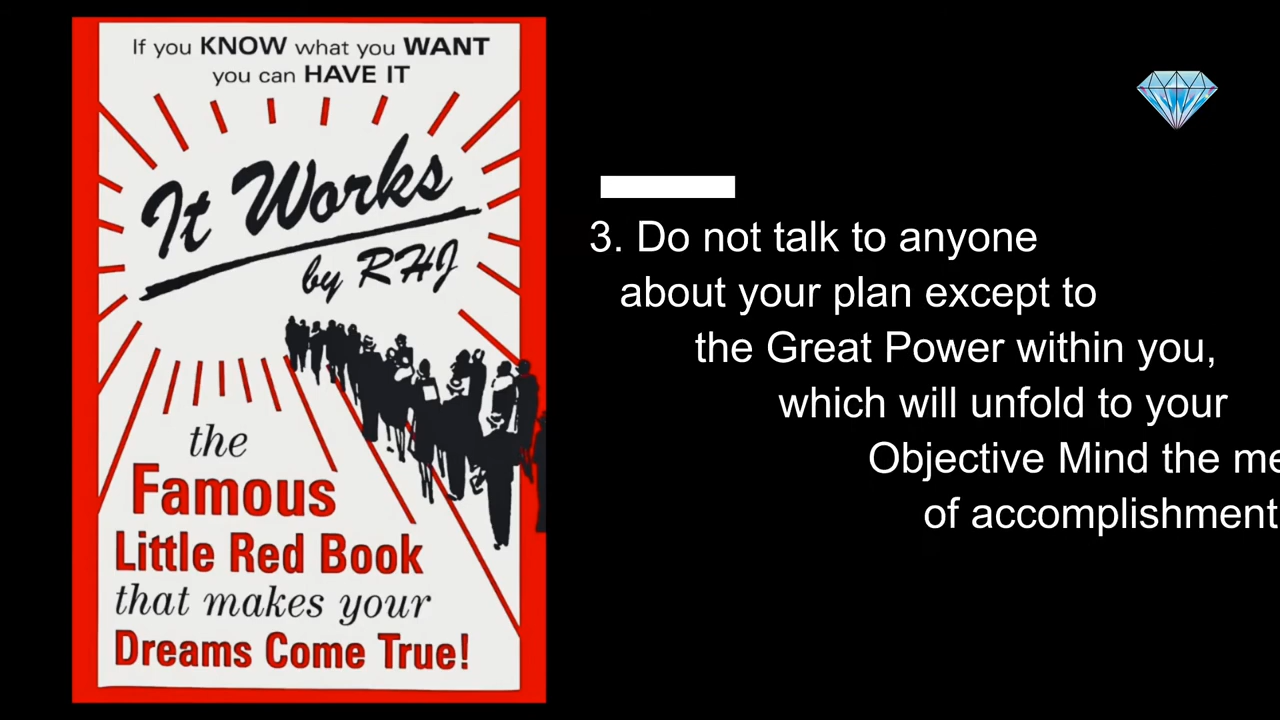 If you KNOW what you WANT
you can HAVE IT
It Works
by RHJ
the
Famous
Little Red Book
that makes your
Dreams Come True!
3. Do not talk to anyone
about your plan except to
the Great Power within you,
which will unfold to your
Objective Mind the
of accomplishment